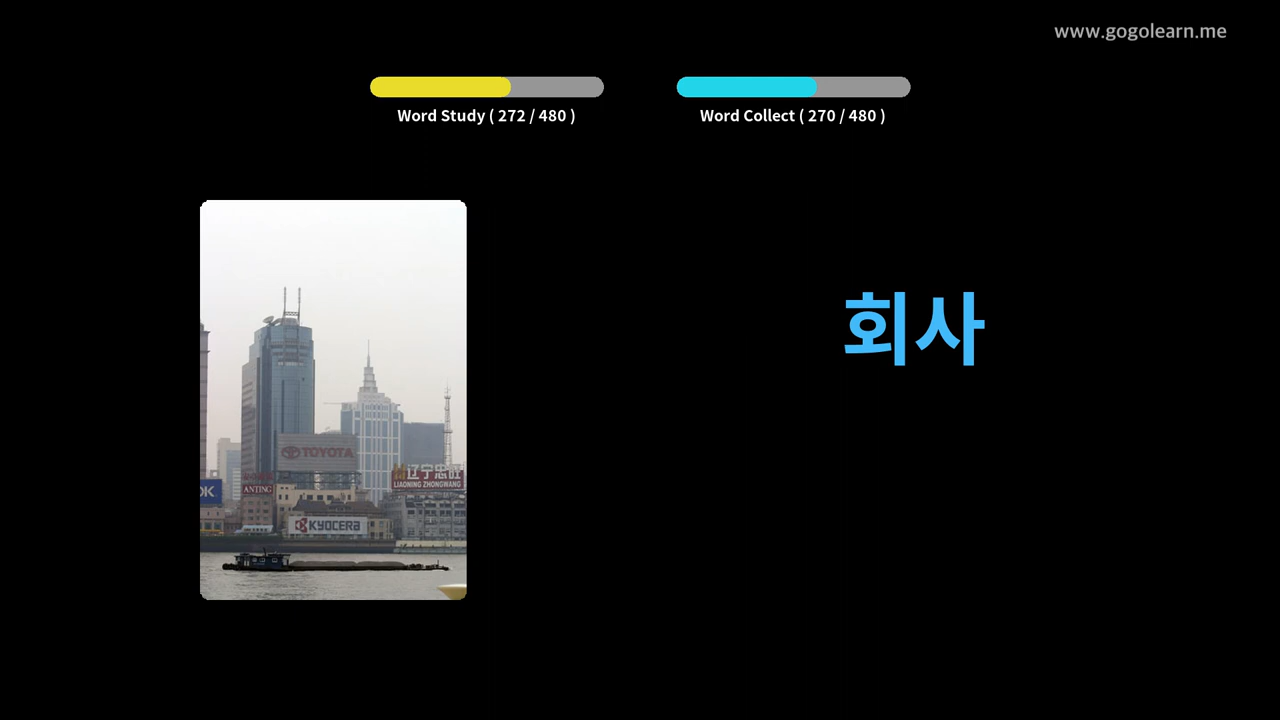 www.gogolearn.me
Word Study ( 272 / 480 )
Word Collect ( 270 / 480 )
회사
TOYOTA
辽宁忠旺
LIAONING ZHONGWANG
OK
ANTING
KYOCERA